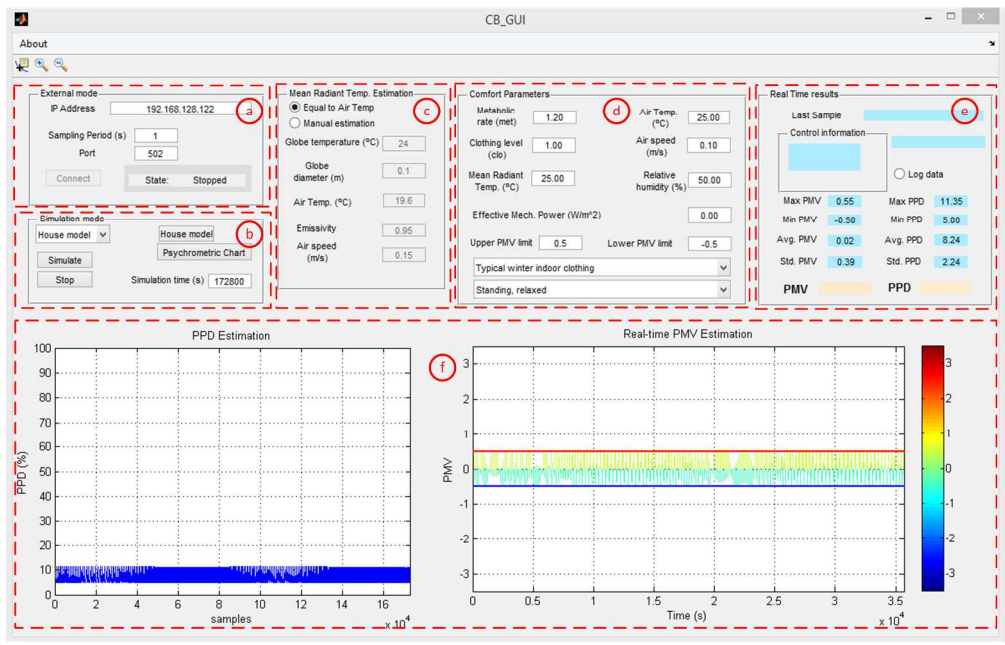 CB_GUI
About
External mode
IP Address 192.168.128.122
a
Sampling Period (s) 1
Port 502
Connect State: Stopped
Simulation mode
House model House model
b
Psychrometric Chart
Simulate
Stop Simulation time (s) 172800
Mean Radiant Temp. Estimation
Equal to Air Temp
c
Manual estimation
Globe temperature (ºC) 24
Globe
diameter (m) 0.1
Air Temp. (ºC) 19.6
Emissivity 0.95
Air speed
(m/s) 0.15
Comfort Parameters
d
Metabolic
rate (met) 1.20
Air Temp.
(ºC) 25.00
Clothing level
(clo) 1.00
Air speed
(m/s) 0.10
Mean Radiant
Temp. (ºC) 25.00
Relative
humidity (%) 50.00
Effective Mech. Power (W/m^2) 0.00
Upper PMV limit 0.5 Lower PMV limit -0.5
Typical winter indoor clothing
Standing, relaxed
Real Time results
Last Sample
e
Control information
Log data
Max PMV 0.55 Max PPD 11.35
Min PMV -0.50 Min PPD 5.00
Avg. PMV 0.02 Avg. PPD 8.24
Std. PMV 0.39 Std. PPD 2.24
PMV PPD
f
PPD Estimation
100
90
80
70
60
50
40
30
20
10
0
PPD (%)
0 2 4 6 8 10 12 14 16
samples
x 10^4
Real-time PMV Estimation
3
2
1
0
-1
-2
-3
PMV
0 0.5 1 1.5 2 2.5 3 3.5
Time (s)
x 10^4
3
2
1
0
-1
-2
-3